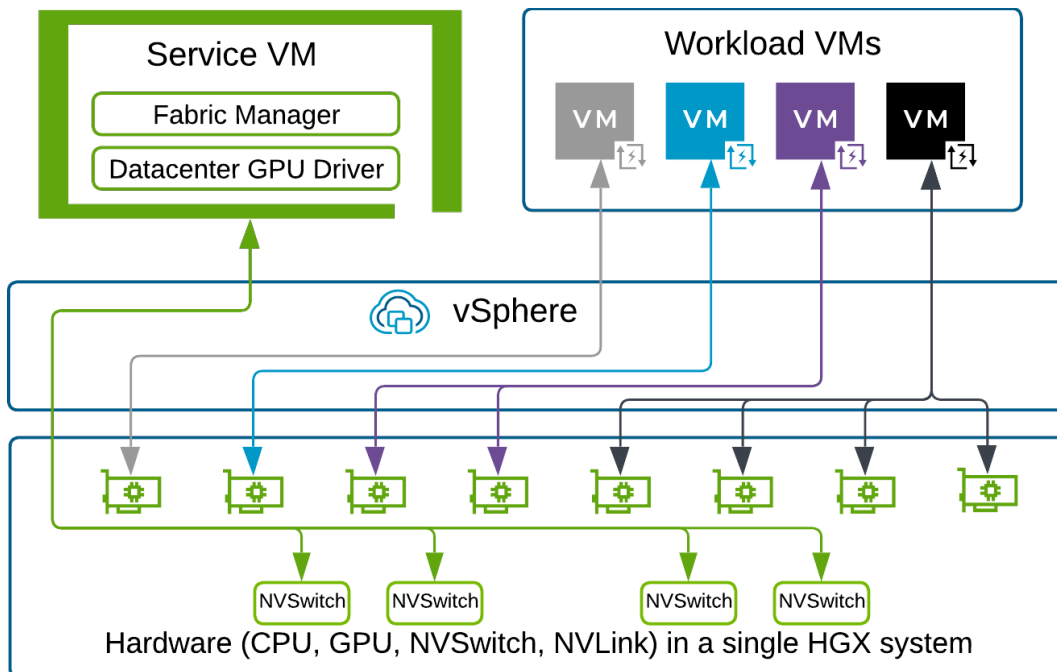 Service VM
Fabric Manager
Datacenter GPU Driver
Workload VMs
VM
VM
VM
VM
vSphere
NVSwitch
NVSwitch
NVSwitch
NVSwitch
Hardware (CPU, GPU, NVSwitch, NVLink) in a single HGX system